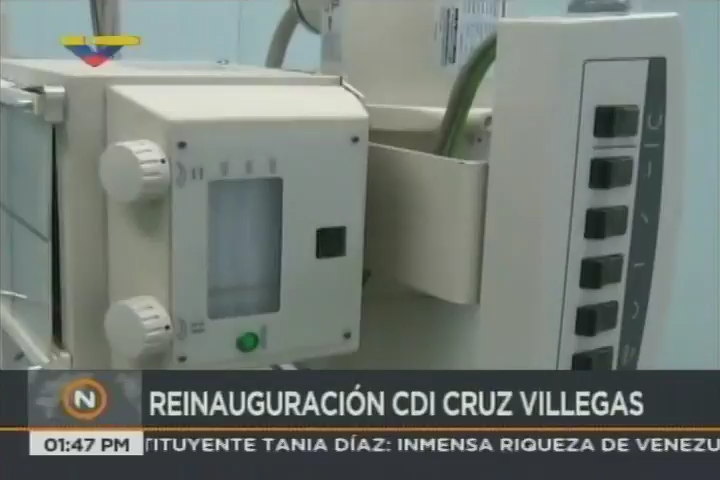 REINAUGURACIÓN CDI CRUZ VILLEGAS
N
01:47 PM
TITUYENTE TANIA DÍAZ: INMENSA RIQUEZA DE VENEZU